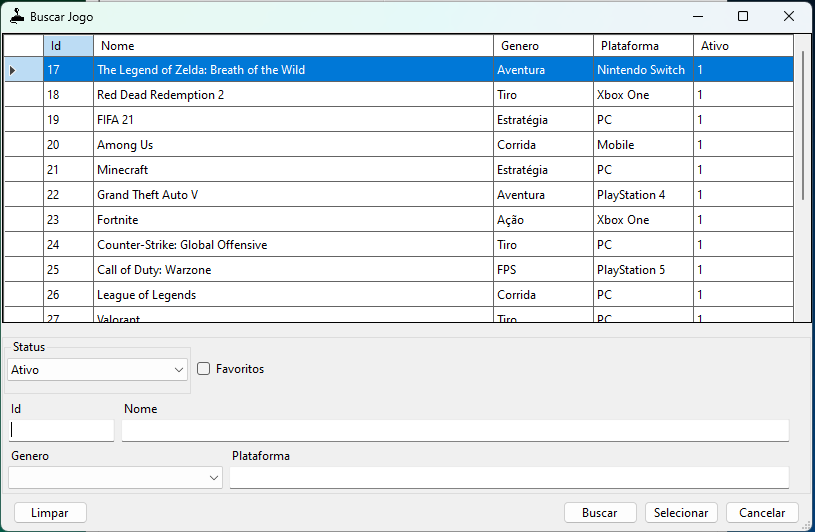 Buscar Jogo
Id Nome Genero Plataforma Ativo
17 The Legend of Zelda: Breath of the Wild Aventura Nintendo Switch 1
18 Red Dead Redemption 2 Tiro Xbox One 1
19 FIFA 21 Estratégia PC 1
20 Among Us Corrida Mobile 1
21 Minecraft Estratégia PC 1
22 Grand Theft Auto V Aventura PlayStation 4 1
23 Fortnite Ação Xbox One 1
24 Counter-Strike: Global Offensive Tiro PC 1
25 Call of Duty: Warzone FPS PlayStation 5 1
26 League of Legends Corrida PC 1
27 Valorant Tiro PC 1
Status
Ativo Favoritos
Id Nome
Genero Plataforma
Limpar Buscar Selecionar Cancelar